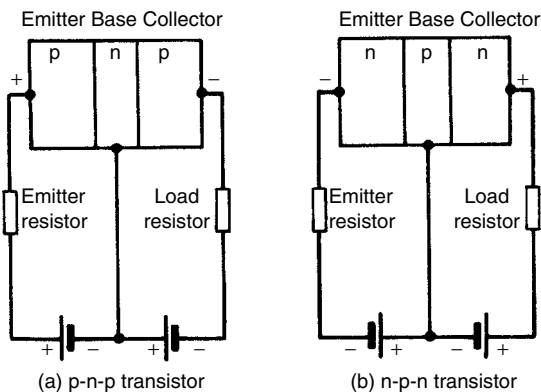 Emitter Base Collector
p n p
+ −
Emitter resistor
Load resistor
+ − + −
(a) p-n-p transistor
Emitter Base Collector
n p n
− +
Emitter resistor
Load resistor
− + − +
(b) n-p-n transistor